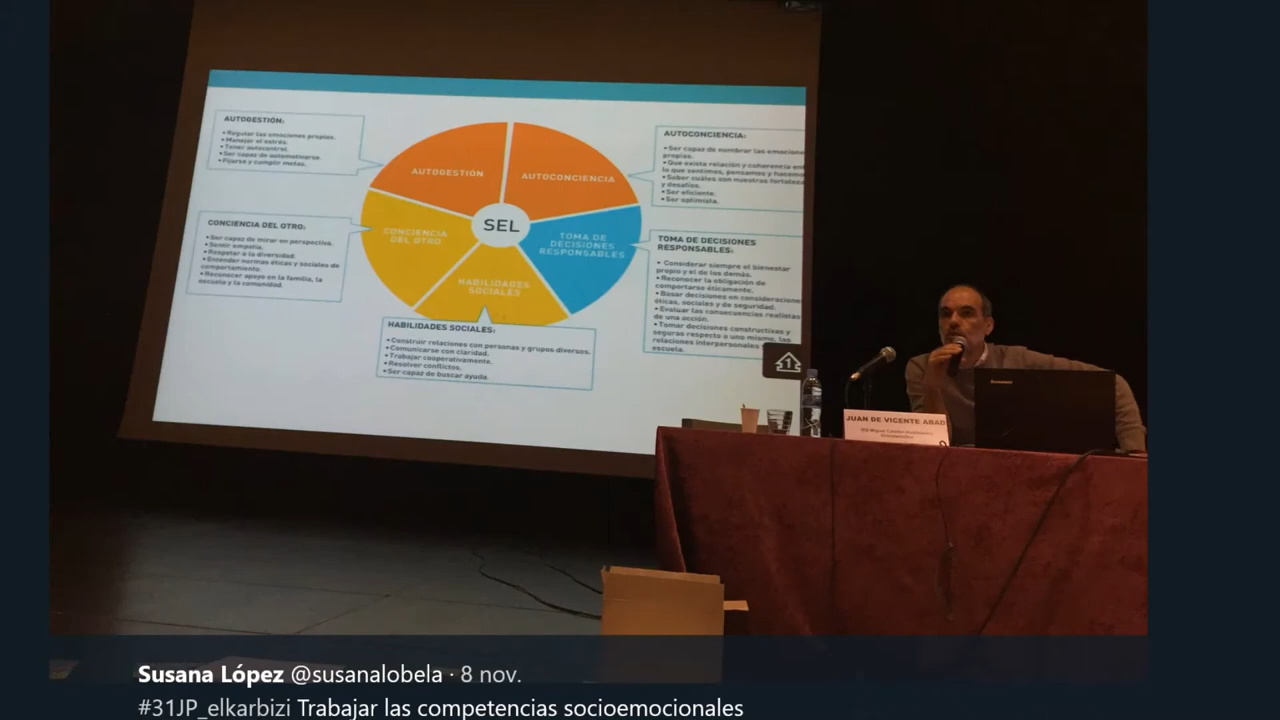 AUTOGESTIÓN:
• Regular las emociones propias.
• Manejar el estrés.
• Tener autocontrol.
• Ser capaz de automotivarse.
• Fijarse y cumplir metas.
CONCIENCIA DEL OTRO:
• Ser capaz de mirar en perspectiva.
• Sentir empatía.
• Respetar a la diversidad.
• Entender normas éticas y sociales de
comportamiento.
• Reconocer apoyo en la familia, la
escuela y la comunidad.
AUTOGESTIÓN
AUTOCONCIENCIA
CONCIENCIA
DEL OTRO
SEL
TOMA DE
DECISIONES
RESPONSABLES
HABILIDADES
SOCIALES
HABILIDADES SOCIALES:
• Construir relaciones con personas y grupos diversos.
• Comunicarse con claridad.
• Trabajar cooperativamente.
• Resolver conflictos.
• Ser capaz de buscar ayuda.
AUTOCONCIENCIA:
• Ser capaz de nombrar las emocione
propias.
• Que exista relación y coherencia en
lo que sentimos, pensamos y hacemo
• Saber cuáles son nuestras fortaleza
y desafíos.
• Ser eficiente.
• Ser optimista.
TOMA DE DECISIONES
RESPONSABLES:
• Considerar siempre el bienestar
propio y el de los demás.
• Reconocer la obligación de
comportarse éticamente.
• Basar decisiones en consideracione
éticas, sociales y de seguridad.
• Evaluar las consecuencias realistas
de una acción.
• Tomar decisiones constructivas y
seguras respecto a uno mismo, las
relaciones interpersonales
escuela.
1
JUAN DE VICENTE ABAD
Susana López @susanalobela · 8 nov.
#31JP_elkarbizi Trabajar las competencias socioemocionales